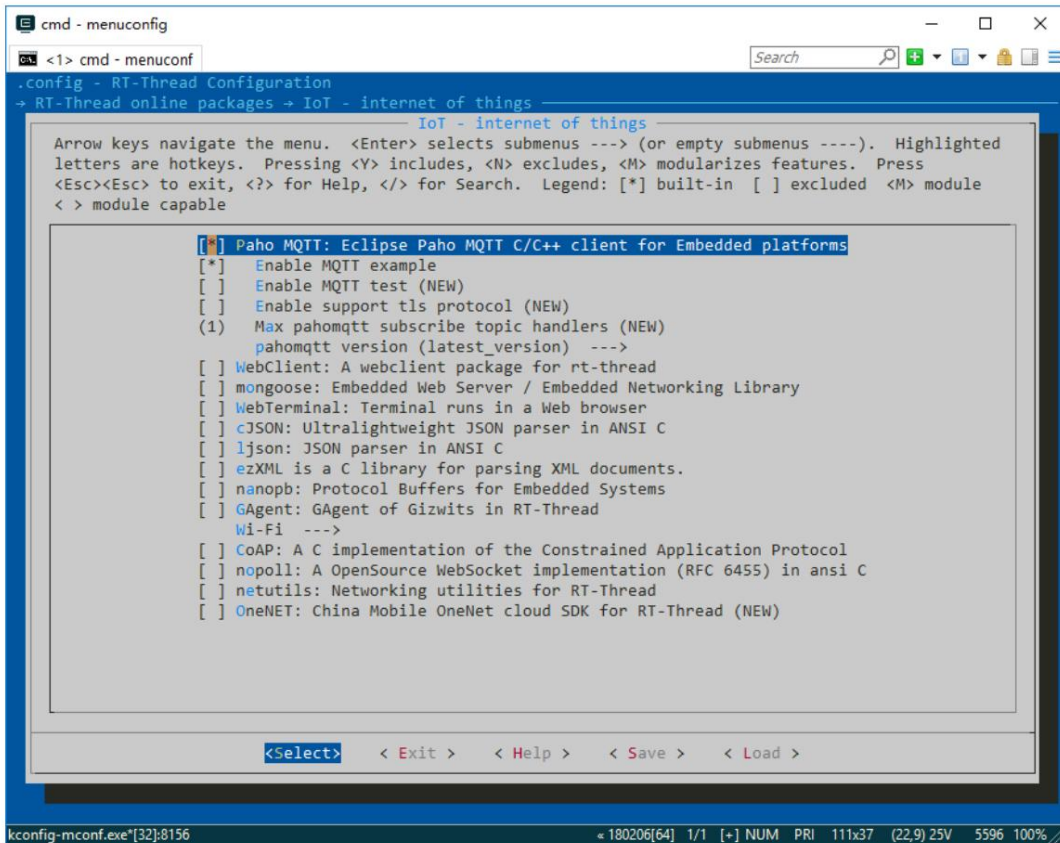 cmd - menuconfig
<1> cmd - menuconf
Search
.config - RT-Thread Configuration
→ RT-Thread online packages → IoT - internet of things
IoT - internet of things
Arrow keys navigate the menu.  <Enter> selects submenus ---> (or empty submenus ----).  Highlighted
letters are hotkeys.  Pressing <Y> includes, <N> excludes, <M> modularizes features.  Press
<Esc><Esc> to exit, <?> for Help, </> for Search.  Legend: [*] built-in  [ ] excluded  <M> module
< > module capable
[*] Paho MQTT: Eclipse Paho MQTT C/C++ client for Embedded platforms
[*]   Enable MQTT example
[ ]   Enable MQTT test (NEW)
[ ]   Enable support tls protocol (NEW)
(1)   Max pahomqtt subscribe topic handlers (NEW)
pahomqtt version (latest_version)  --->
[ ] WebClient: A webclient package for rt-thread
[ ] mongoose: Embedded Web Server / Embedded Networking Library
[ ] WebTerminal: Terminal runs in a Web browser
[ ] cJSON: Ultralightweight JSON parser in ANSI C
[ ] ljson: JSON parser in ANSI C
[ ] ezXML is a C library for parsing XML documents.
[ ] nanopb: Protocol Buffers for Embedded Systems
[ ] GAgent: GAgent of Gizwits in RT-Thread
Wi-Fi  --->
[ ] CoAP: A C implementation of the Constrained Application Protocol
[ ] nopoll: A OpenSource WebSocket implementation (RFC 6455) in ansi C
[ ] netutils: Networking utilities for RT-Thread
[ ] OneNET: China Mobile OneNet cloud SDK for RT-Thread (NEW)
<Select>    < Exit >    < Help >    < Save >    < Load >
kconfig-mconf.exe*[32]:8156    « 180206[64]  1/1  [+] NUM  PRI  111x37  (22,9) 25V  5596  100%